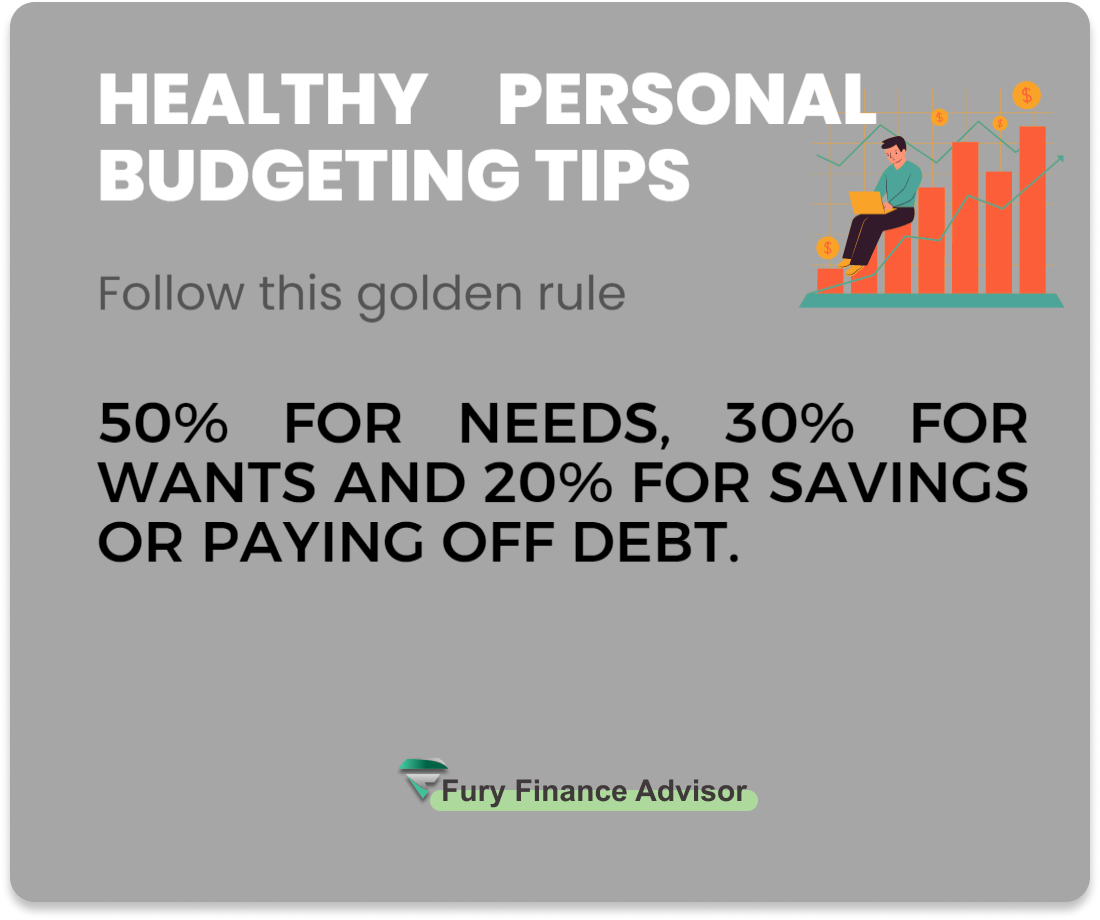 HEALTHY PERSONAL
BUDGETING TIPS
Follow this golden rule
50% FOR NEEDS, 30% FOR
WANTS AND 20% FOR SAVINGS
OR PAYING OFF DEBT.
Fury Finance Advisor